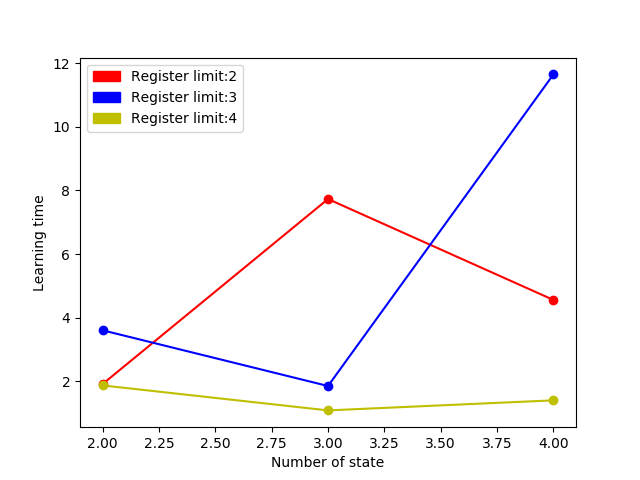 Register limit:2
Register limit:3
Register limit:4
12
10
8
6
4
2
Learning time
2.00 2.25 2.50 2.75 3.00 3.25 3.50 3.75 4.00
Number of state